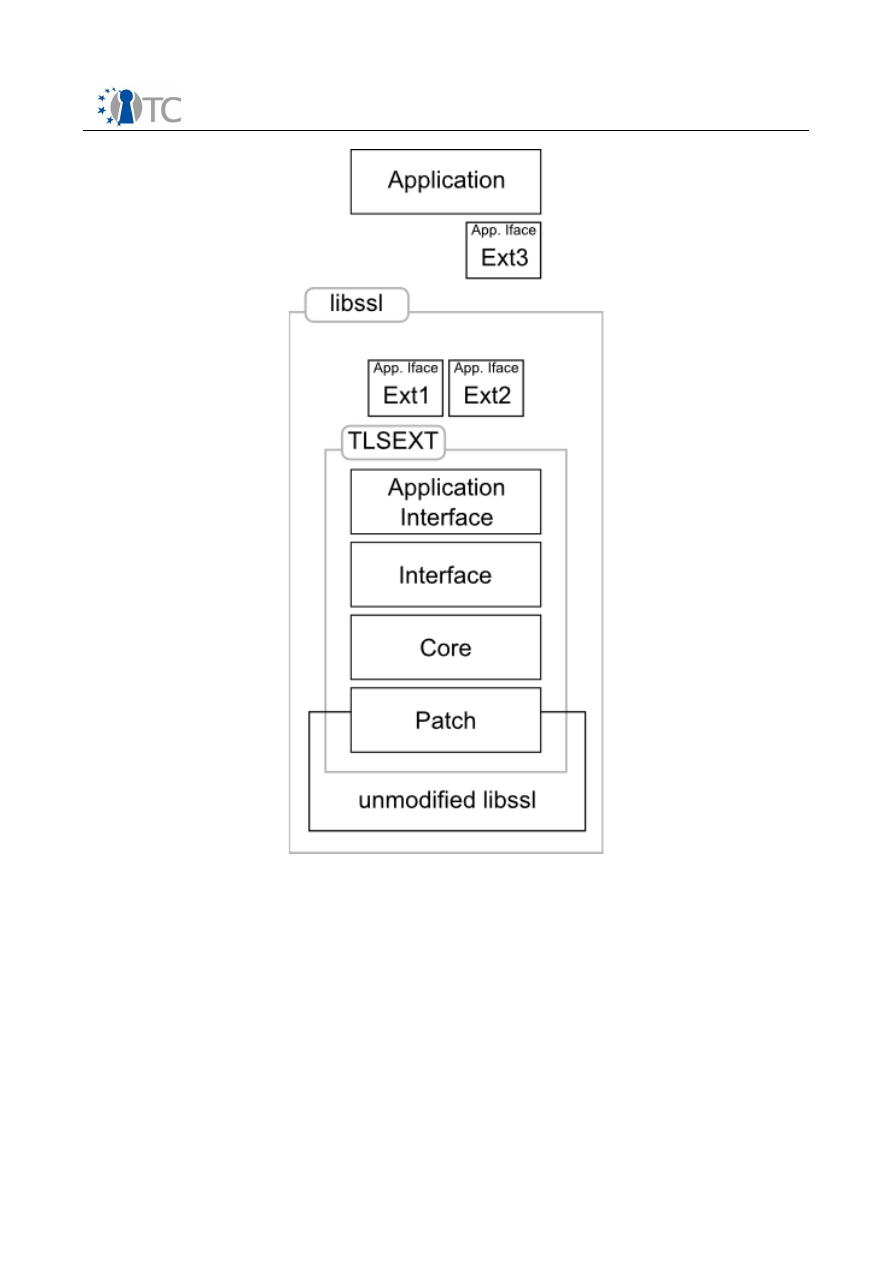 TC
Application
App. Iface
Ext3
libssl
App. Iface App. Iface
Ext1 Ext2
TLSEXT
Application
Interface
Interface
Core
Patch
unmodified libssl